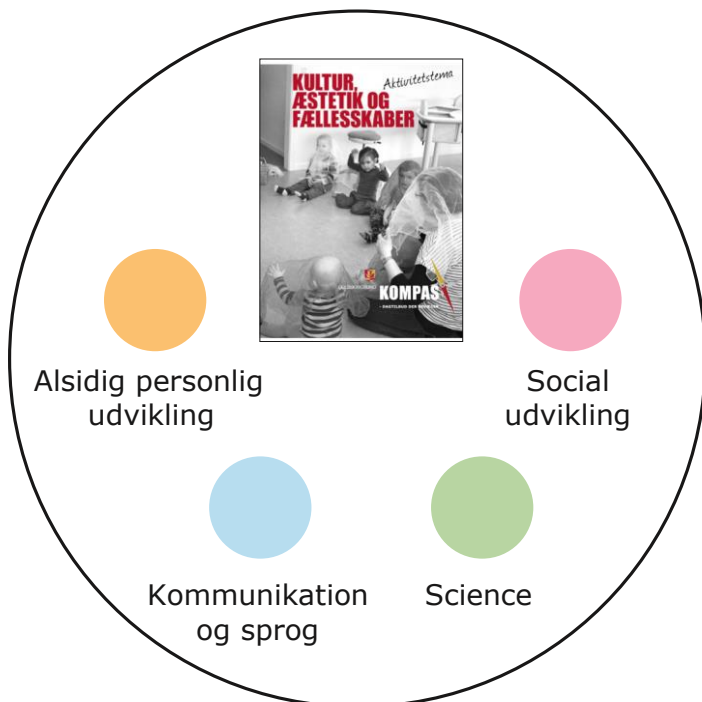 Aktivitetstema
KULTUR,
ÆSTETIK OG
FÆLLESSKABER
KOMPAS
Alsidig personlig
udvikling
Social
udvikling
Kommunikation
og sprog
Science